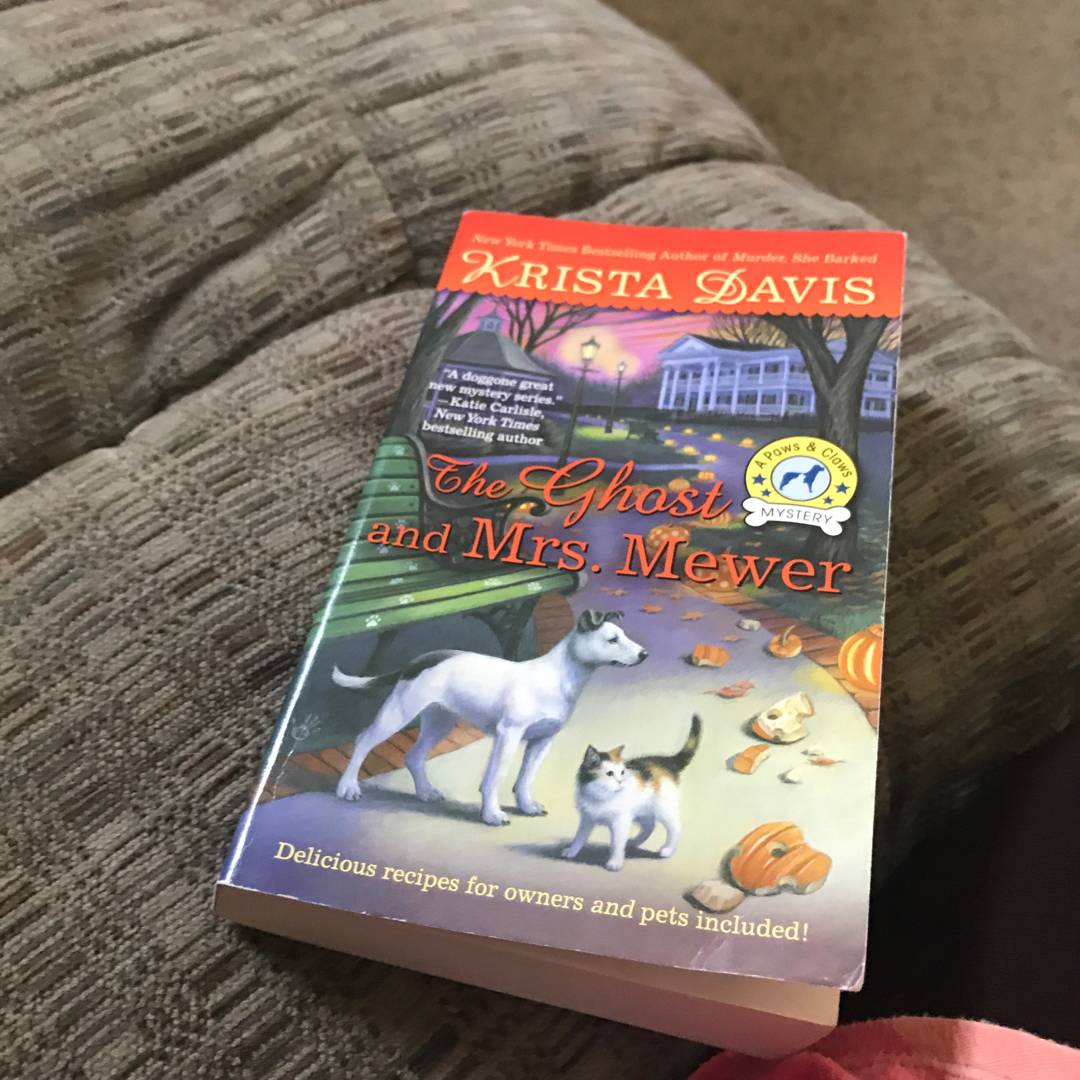 New York Times Bestselling Author of Murder, She Barked
KRISTA DAVIS
"A doggone great
new mystery series."
—Katie Carlisle,
New York Times
bestselling author
The Ghost
and Mrs. Mewer
A Paws & Claws
MYSTERY
Delicious recipes for owners and pets included!